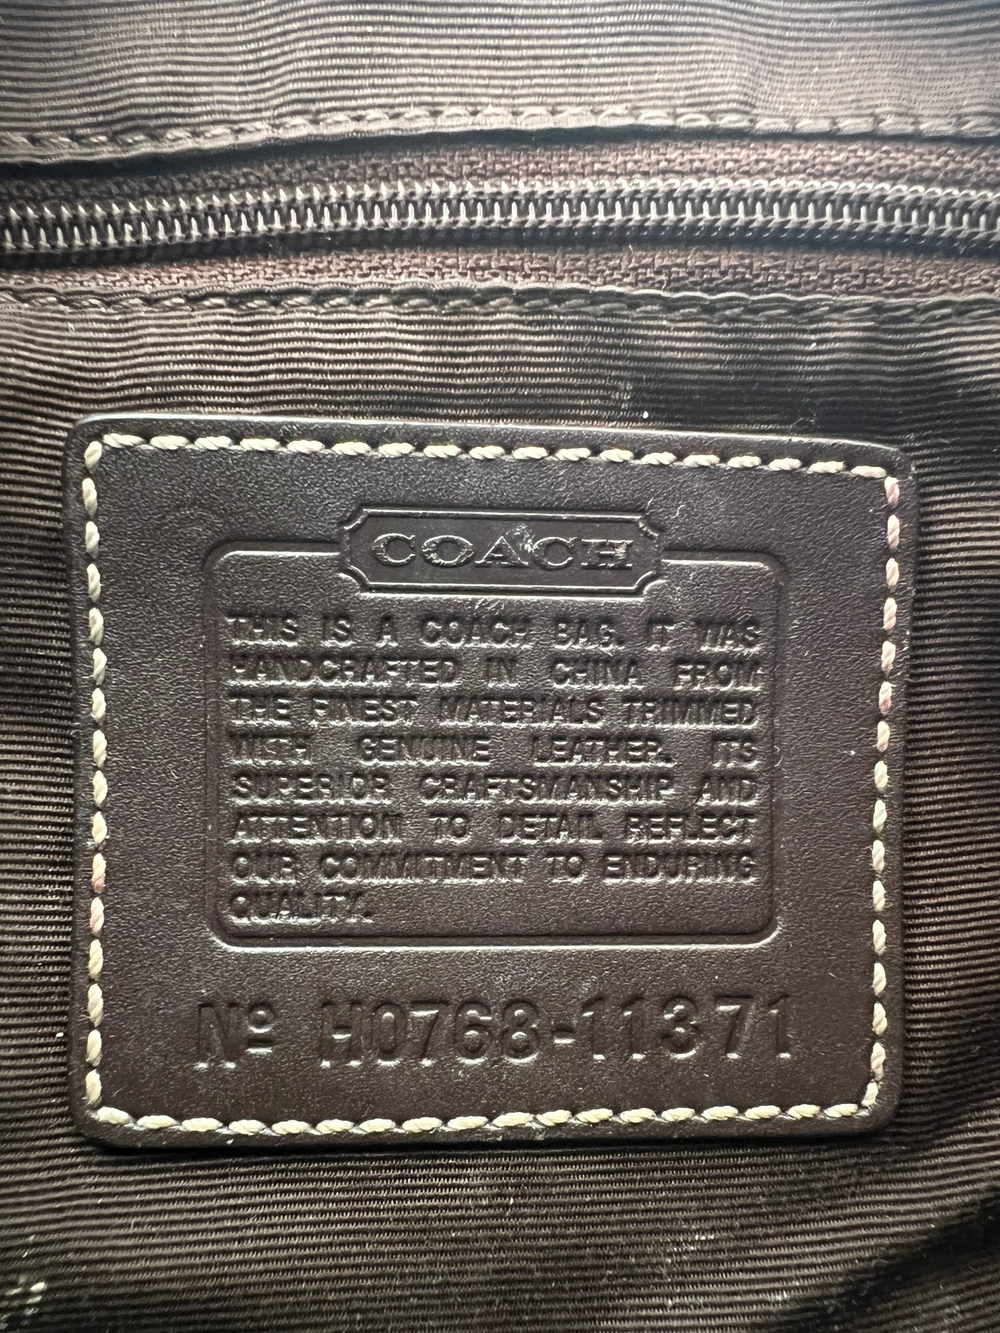 COACH
THIS IS A COACH BAG. IT WAS
HANDCRAFTED IN CHINA FROM
THE FINEST MATERIALS TRIMMED
WITH GENUINE LEATHER. ITS
SUPERIOR CRAFTSMANSHIP AND
ATTENTION TO DETAIL REFLECT
OUR COMMITMENT TO ENDURING
QUALITY.
Nº H0768-11371